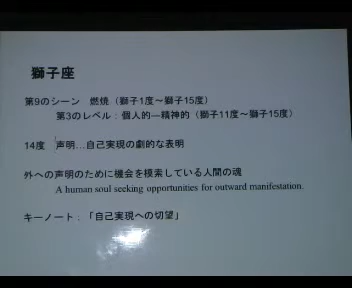 獅子座
第9のシーン　燃焼（獅子1度～獅子15度）
第3のレベル：個人的―精神的（獅子11度～獅子15度）
14度　声明…自己実現の劇的な表明
外への声明のために機会を模索している人間の魂
A human soul seeking opportunities for outward manifestation.
キーノート：「自己実現への切望」